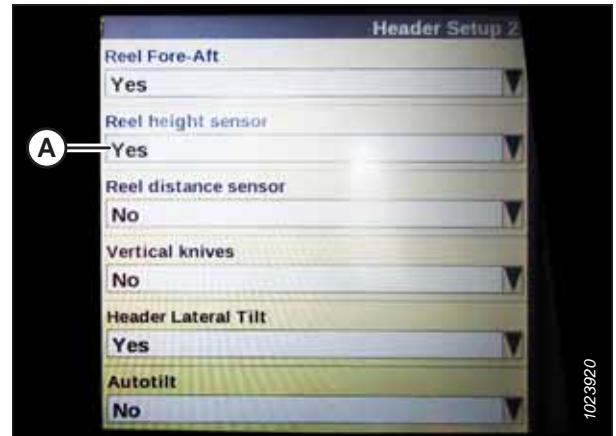 Header Setup 2
Reel Fore-Aft
Yes
Reel height sensor
A
Yes
Reel distance sensor
No
Vertical knives
No
Header Lateral Tilt
Yes
Autotilt
No
1023920